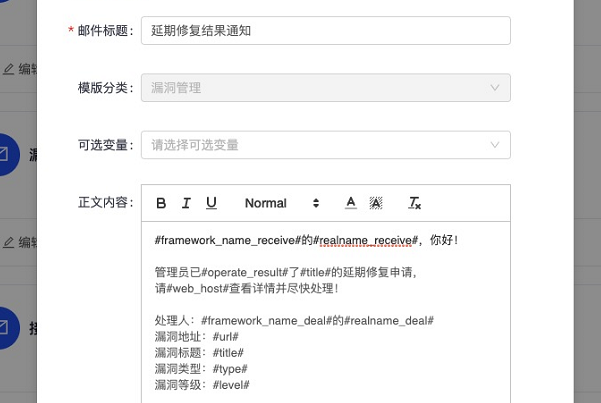 * 邮件标题: 延期修复结果通知
编辑
模版分类: 漏洞管理
可选变量: 请选择可选变量
正文内容: B I U Normal A A Tx
#framework_name_receive#的#realname_receive#，你好！
管理员已#operate_result#了#title#的延期修复申请，
请#web_host#查看详情并尽快处理！
编辑
处理人：#framework_name_deal#的#realname_deal#
漏洞地址：#url#
漏洞标题：#title#
漏洞类型：#type#
漏洞等级：#level#